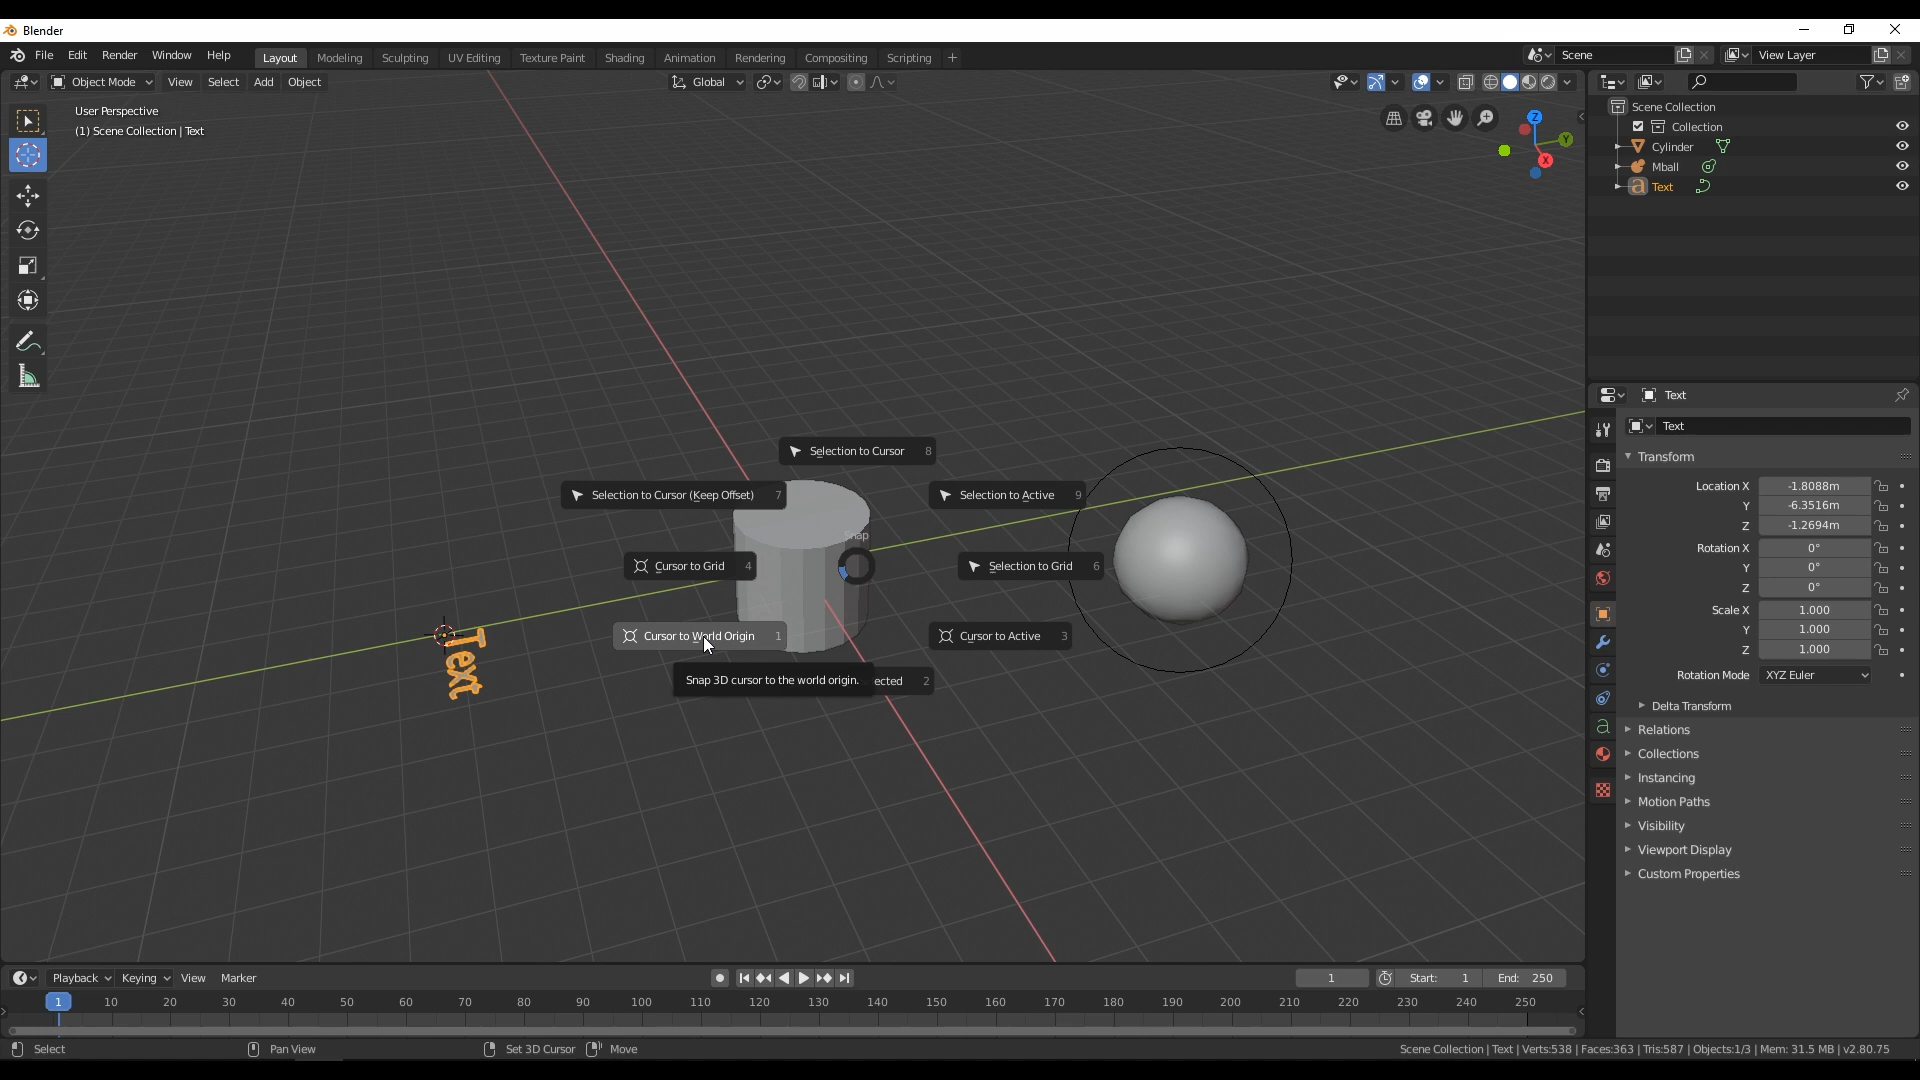 Blender
File Edit Render Window Help Layout Modeling Sculpting UV Editing Texture Paint Shading Animation Rendering Compositing Scripting + Scene View Layer
Object Mode View Select Add Object Global
User Perspective
(1) Scene Collection | Text
Z
Y
X
Scene Collection
Collection
Cylinder
Mball
Text
Text
Text
Transform
Location X -1.8088m
Y -6.3516m
Z -1.2694m
Rotation X 0°
Y 0°
Z 0°
Scale X 1.000
Y 1.000
Z 1.000
Rotation Mode XYZ Euler
Delta Transform
Relations
Collections
Instancing
Motion Paths
Visibility
Viewport Display
Custom Properties
Selection to Cursor 8
Selection to Cursor (Keep Offset) 7
Selection to Active 9
Snap
Cursor to Grid 4
Selection to Grid 6
Cursor to World Origin 1
Cursor to Active 3
Snap 3D cursor to the world origin. ected 2
Text
Playback Keying View Marker 1 Start: 1 End: 250
1 10 20 30 40 50 60 70 80 90 100 110 120 130 140 150 160 170 180 190 200 210 220 230 240 250
Select Pan View Set 3D Cursor Move Scene Collection | Text | Verts:538 | Faces:363 | Tris:587 | Objects:1/3 | Mem: 31.5 MB | v2.80.75